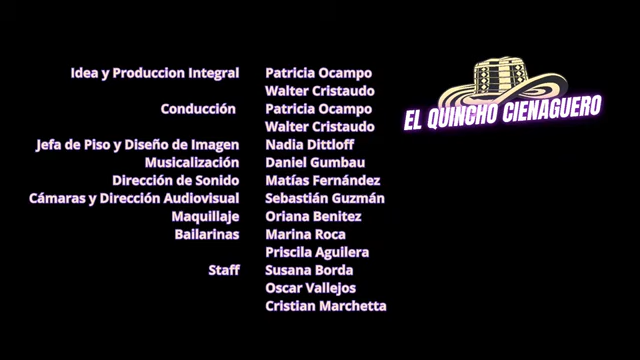 Idea y Produccion Integral Patricia Ocampo
Walter Cristaudo
Conducción Patricia Ocampo
Walter Cristaudo
Jefa de Piso y Diseño de Imagen Nadia Dittloff
Musicalización Daniel Gumbau
Dirección de Sonido Matías Fernández
Cámaras y Dirección Audiovisual Sebastián Guzmán
Maquillaje Oriana Benitez
Bailarinas Marina Roca
Priscila Aguilera
Staff Susana Borda
Oscar Vallejos
Cristian Marchetta
EL QUINCHO CIENAGUERO